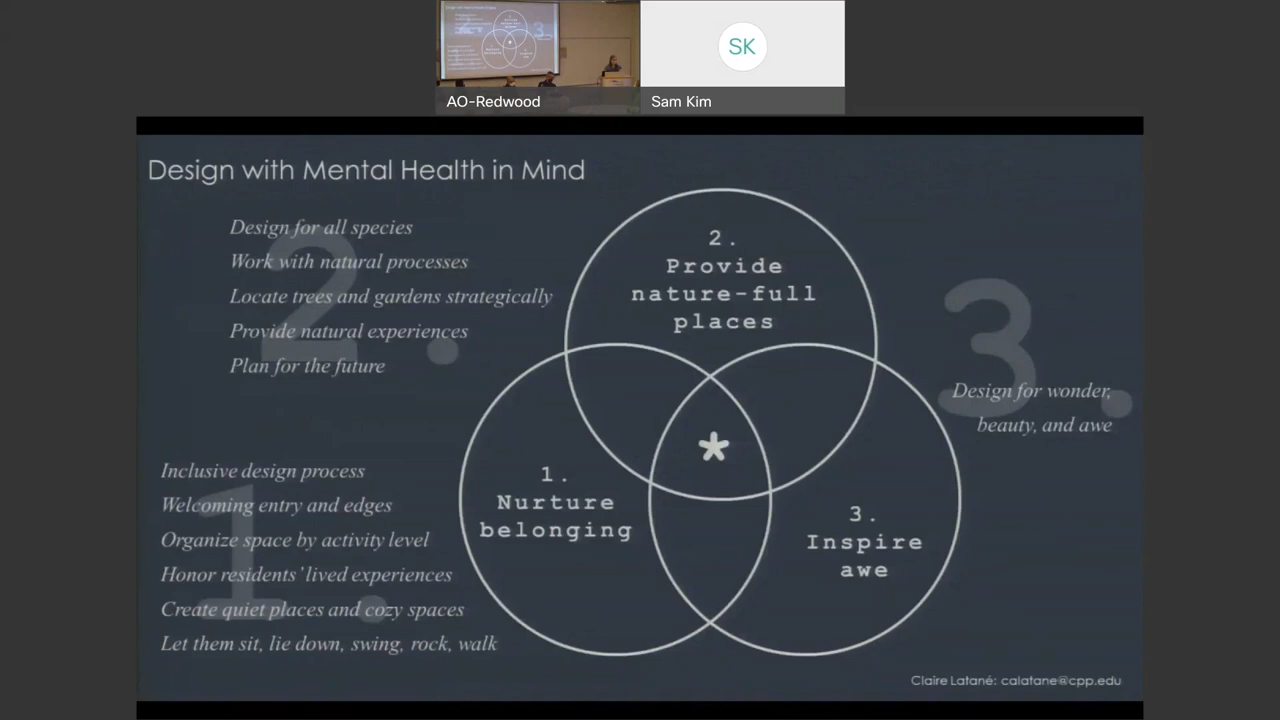 AO-Redwood
SK
Sam Kim
Design with Mental Health in Mind
2.
Design for all species
Work with natural processes
Locate trees and gardens strategically
Provide natural experiences
Plan for the future
2.
Provide
nature-full
places
3.
Design for wonder,
beauty, and awe
1.
Inclusive design process
Welcoming entry and edges
Organize space by activity level
Honor residents' lived experiences
Create quiet places and cozy spaces
Let them sit, lie down, swing, rock, walk
*
1.
Nurture
belonging
3.
Inspire
awe
Claire Latané: calatane@cpp.edu